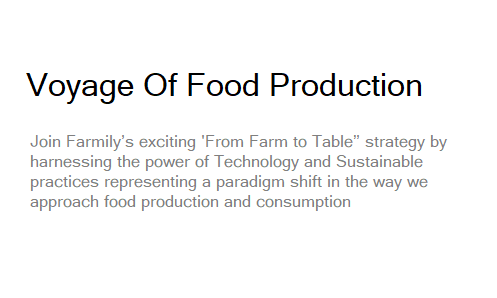 Voyage Of Food Production
Join Farmily’s exciting 'From Farm to Table” strategy by
harnessing the power of Technology and Sustainable
practices representing a paradigm shift in the way we
approach food production and consumption